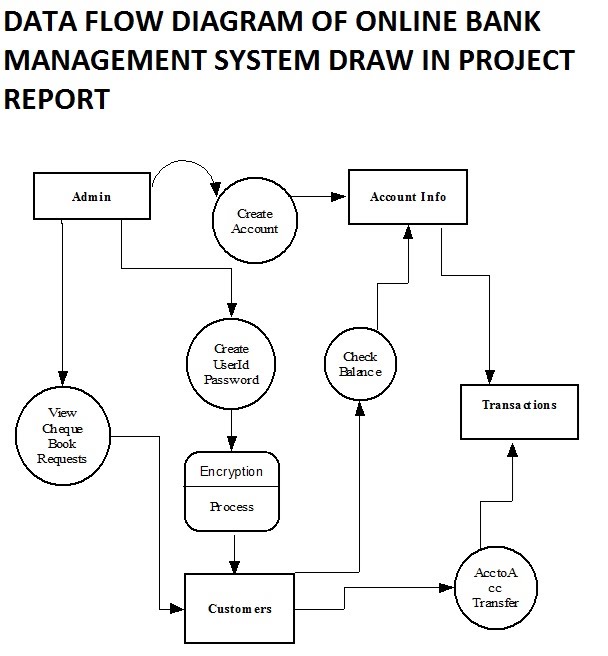 DATA FLOW DIAGRAM OF ONLINE BANK
MANAGEMENT SYSTEM DRAW IN PROJECT
REPORT
Admin
Create
Account
Account Info
Create
UserId
Password
Check
Balance
View
Cheque
Book
Requests
Transactions
Encryption
Process
Customers
AcctoA
cc
Transfer